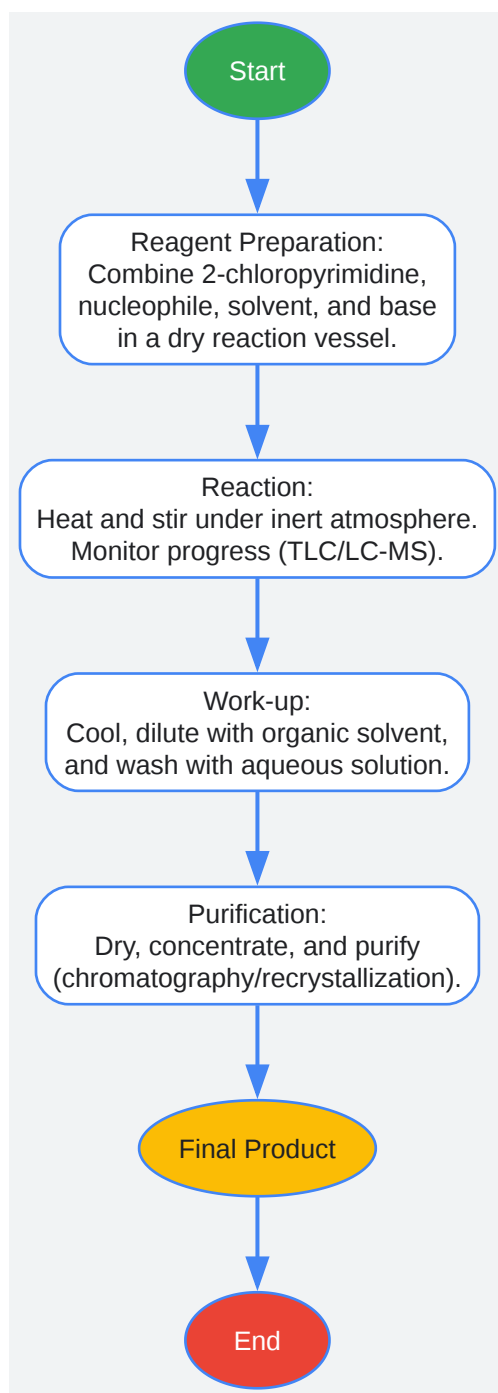 Start
Reagent Preparation:
Combine 2-chloropyrimidine,
nucleophile, solvent, and base
in a dry reaction vessel.
Reaction:
Heat and stir under inert atmosphere.
Monitor progress (TLC/LC-MS).
Work-up:
Cool, dilute with organic solvent,
and wash with aqueous solution.
Purification:
Dry, concentrate, and purify
(chromatography/recrystallization).
Final Product
End